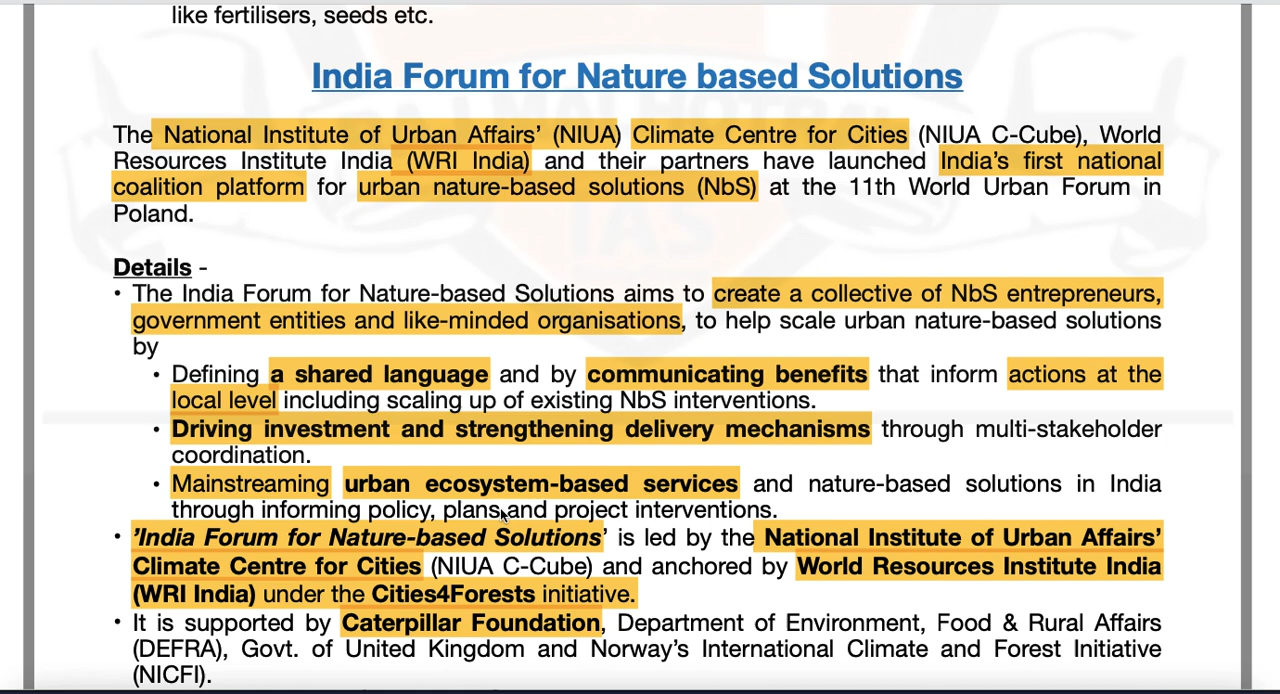 like fertilisers, seeds etc.
India Forum for Nature based Solutions
The National Institute of Urban Affairs’ (NIUA) Climate Centre for Cities (NIUA C-Cube), World
Resources Institute India (WRI India) and their partners have launched India’s first national
coalition platform for urban nature-based solutions (NbS) at the 11th World Urban Forum in
Poland.
Details -
• The India Forum for Nature-based Solutions aims to create a collective of NbS entrepreneurs,
government entities and like-minded organisations, to help scale urban nature-based solutions
by
• Defining a shared language and by communicating benefits that inform actions at the
local level including scaling up of existing NbS interventions.
• Driving investment and strengthening delivery mechanisms through multi-stakeholder
coordination.
• Mainstreaming urban ecosystem-based services and nature-based solutions in India
through informing policy, plans and project interventions.
• ’India Forum for Nature-based Solutions’ is led by the National Institute of Urban Affairs’
Climate Centre for Cities (NIUA C-Cube) and anchored by World Resources Institute India
(WRI India) under the Cities4Forests initiative.
• It is supported by Caterpillar Foundation, Department of Environment, Food & Rural Affairs
(DEFRA), Govt. of United Kingdom and Norway’s International Climate and Forest Initiative
(NICFI).
IAS